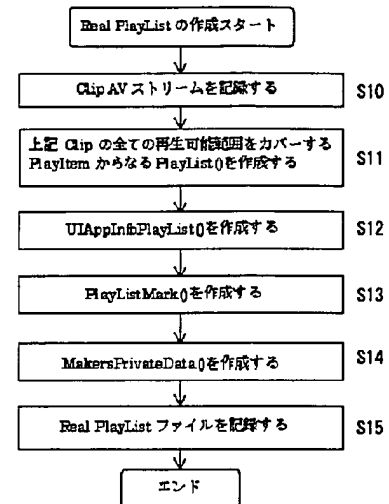 Real PlayList の作成スタート
Clip AV ストリームを記録する
S10
上記 Clip の全ての再生可能範囲をカバーする
PlayItem からなる PlayList()を作成する
S11
UIAppInfoPlayList()を作成する
S12
PlayListMark()を作成する
S13
MakersPrivateData()を作成する
S14
Real PlayList ファイルを記録する
S15
エンド